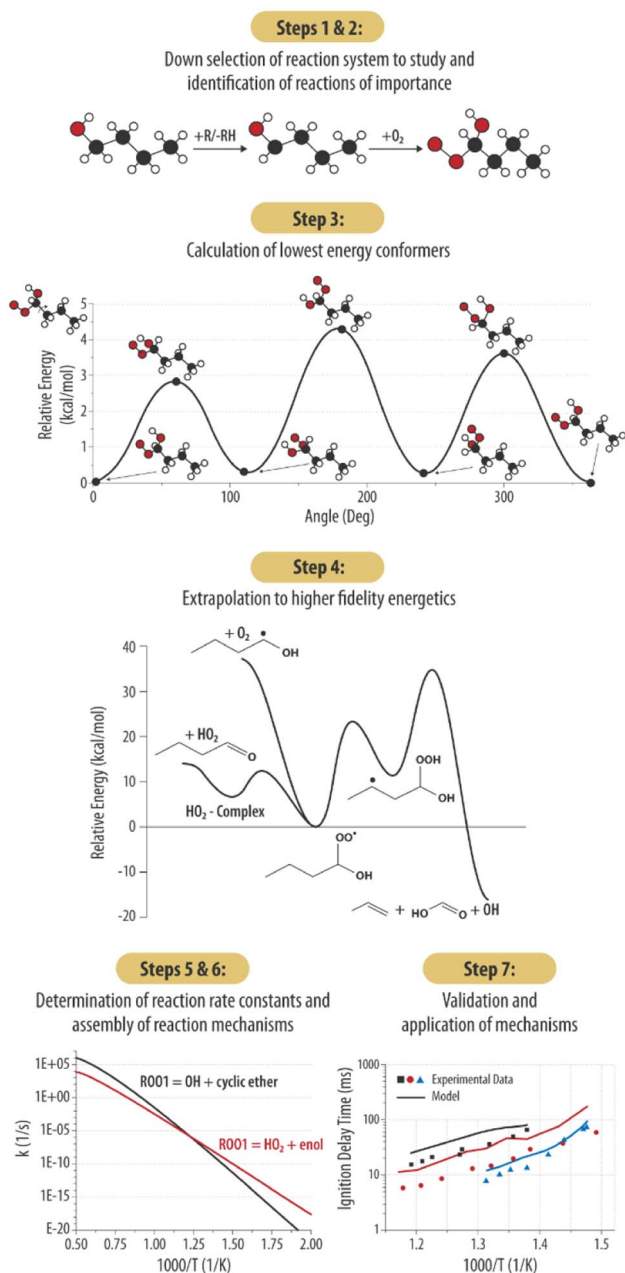 Steps 1 & 2:
Down selection of reaction system to study and
identification of reactions of importance
+R/-RH
+O₂
Step 3:
Calculation of lowest energy conformers
Relative Energy
(kcal/mol)
5
4
3
2
1
0
0
100
200
300
Angle (Deg)
Step 4:
Extrapolation to higher fidelity energetics
Relative Energy (kcal/mol)
40
30
20
10
0
-10
-20
+ O₂
•
OH
+ HO₂
O
HO₂ - Complex
OO•
OH
•
OOH
OH
+
HO
O
+ OH
Steps 5 & 6:
Determination of reaction rate constants and
assembly of reaction mechanisms
k (1/s)
1E+05
1E+00
1E-05
1E-10
1E-15
E-20
ROO1 = OH + cyclic ether
ROO1 = HO₂ + enol
0.50
0.75
1.00
1.25
1.50
1.75
2.00
1000/T (1/K)
Step 7:
Validation and
application of mechanisms
Ignition Delay Time (ms)
1000
100
10
1
Experimental Data
Model
1.2
1.3
1.4
1.5
1000/T (1/K)